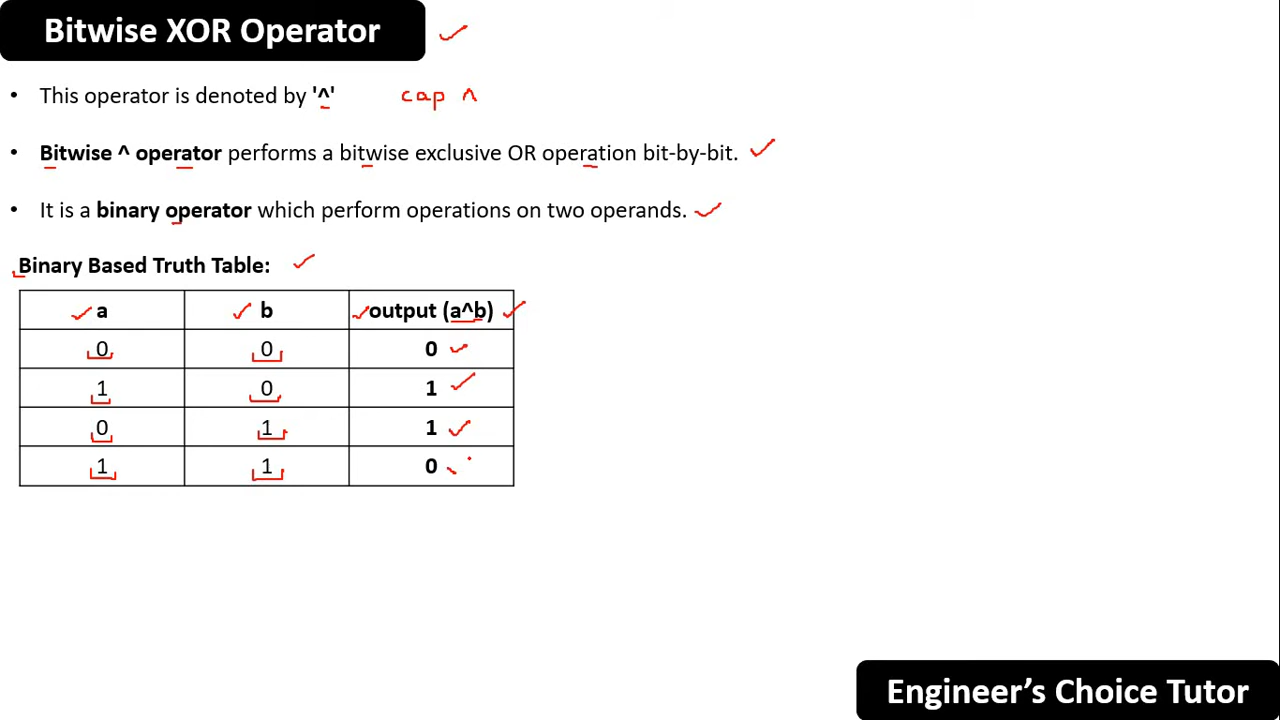 Bitwise XOR Operator
• This operator is denoted by '^' cap ^
• Bitwise ^ operator performs a bitwise exclusive OR operation bit-by-bit.
• It is a binary operator which perform operations on two operands.
Binary Based Truth Table:
a b output (a^b)
0 0 0
1 0 1
0 1 1
1 1 0
Engineer’s Choice Tutor